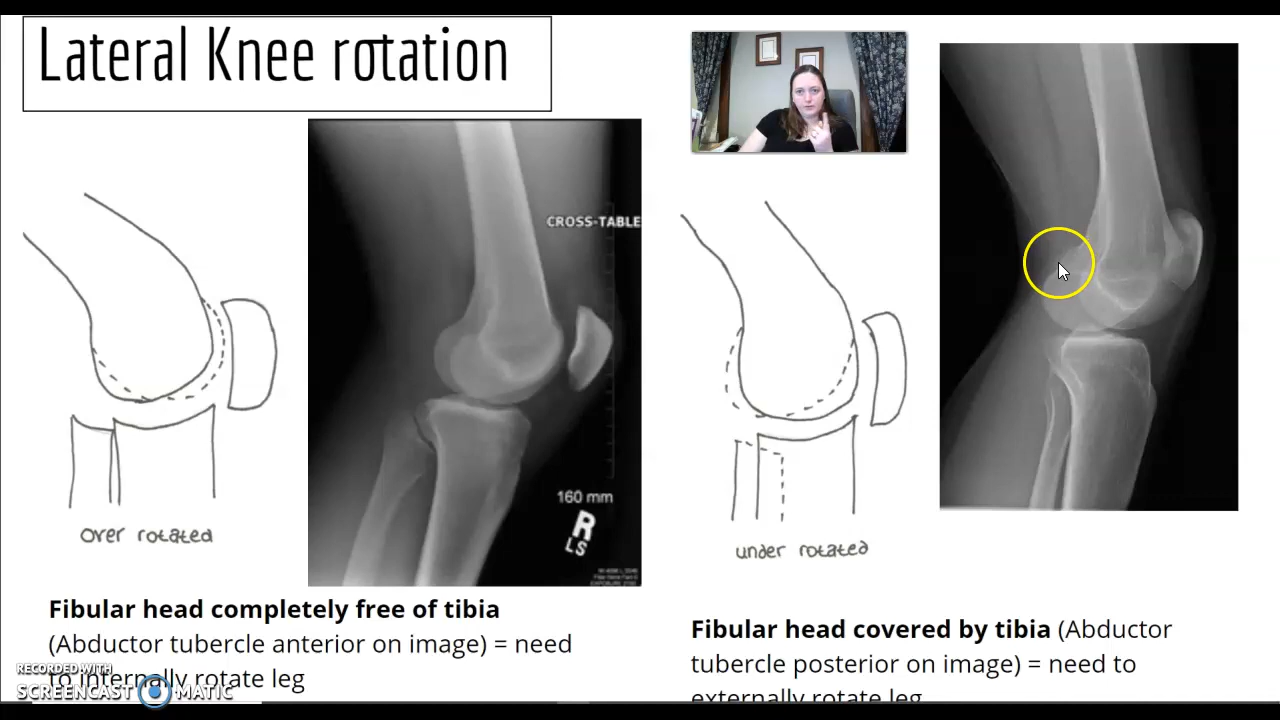 Lateral Knee rotation
CROSS-TABLE
160 mm
R
LS
over rotated
under rotated
Fibular head completely free of tibia
(Abductor tubercle anterior on image) = need
to internally rotate leg
Fibular head covered by tibia (Abductor
tubercle posterior on image) = need to
externally rotate leg
RECORDED WITH
SCREENCAST MATIC